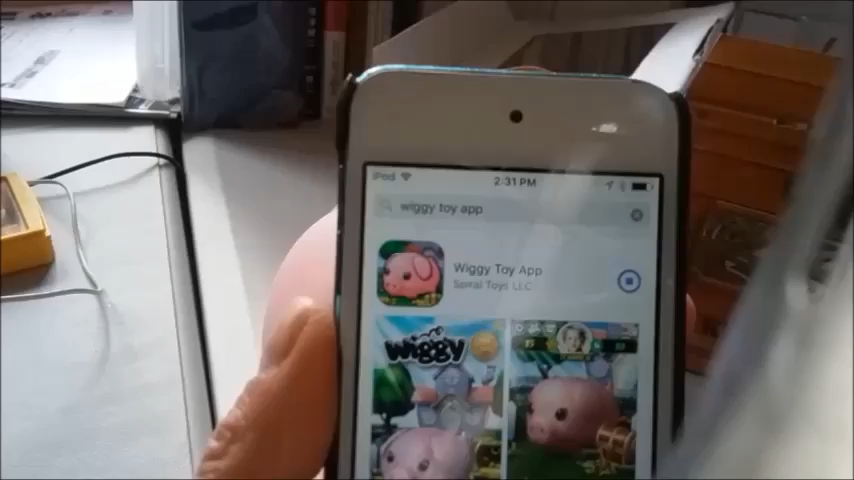 iPod 2:31 PM
wiggy toy app
Wiggy Toy App
Spiral Toys LLC
wiggy